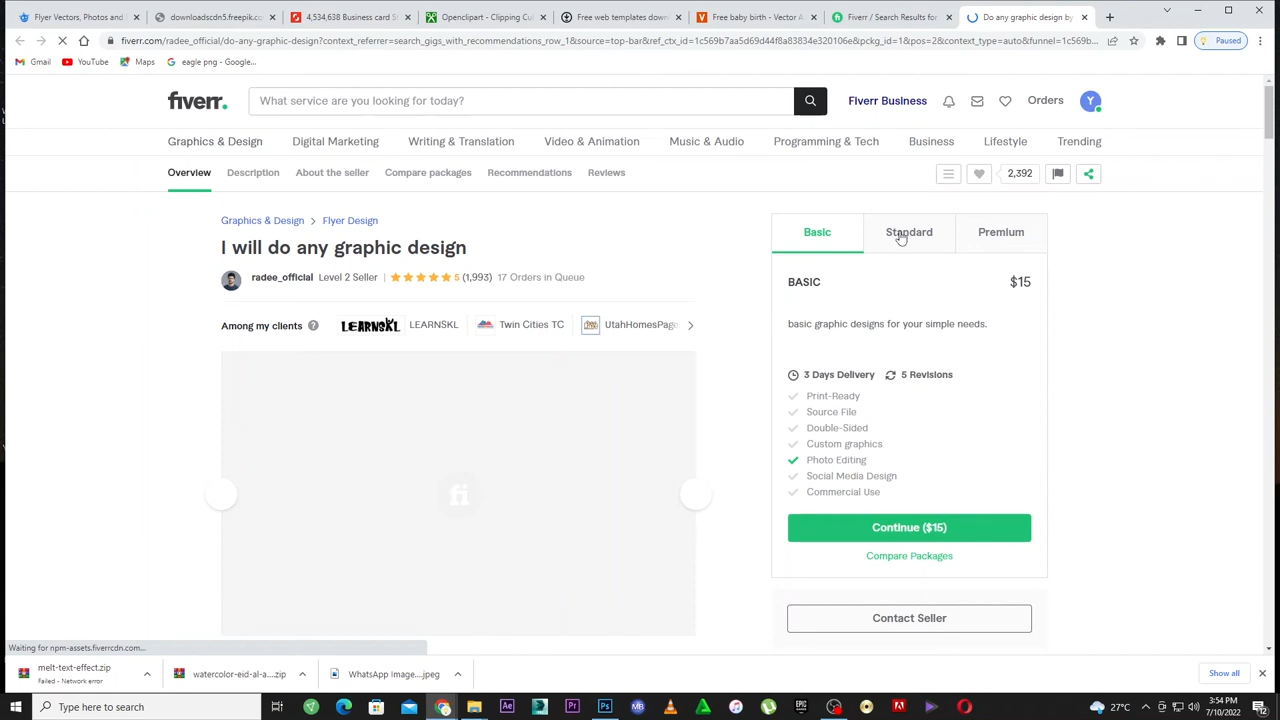 Flyer Vectors, Photos and
downloadscdn5.freepik.co
4,534,638 Business card S
Openclipart - Clipping Cu
Free web templates down
Free baby birth - Vector A
Fiverr / Search Results for
Do any graphic design by
fiverr.com/radee_official/do-any-graphic-design?context_referrer=search_gigs_with_recommendations_row_1&source=top-bar&ref_ctx_id=1c569b7aa5d69d44f8a83834e320106e&pckg_id=1&pos=2&context_type=auto&funnel=1c569b...
Paused
Gmail
YouTube
Maps
eagle png - Google...
fiverr.
What service are you looking for today?
Fiverr Business
Orders
Y
Graphics & Design
Digital Marketing
Writing & Translation
Video & Animation
Music & Audio
Programming & Tech
Business
Lifestyle
Trending
Overview
Description
About the seller
Compare packages
Recommendations
Reviews
2,392
Graphics & Design > Flyer Design
I will do any graphic design
radee_official Level 2 Seller | 5 (1,993) 17 Orders in Queue
Among my clients ? LEARNSKL LEARNSKL Twin Cities TC UtahHomesPage
fi
Basic
Standard
Premium
BASIC $15
basic graphic designs for your simple needs.
3 Days Delivery 5 Revisions
Print-Ready
Source File
Double-Sided
Custom graphics
Photo Editing
Social Media Design
Commercial Use
Continue ($15)
Compare Packages
Contact Seller
Waiting for npm-assets.fiverrcdn.com...
melt-text-effect.zip
Failed - Network error
watercolor-eid-al-a....zip
WhatsApp Image....jpeg
Show all
Type here to search
Ae
Pr
Ps
MB
EPIC
27°C
3:54 PM
7/10/2022